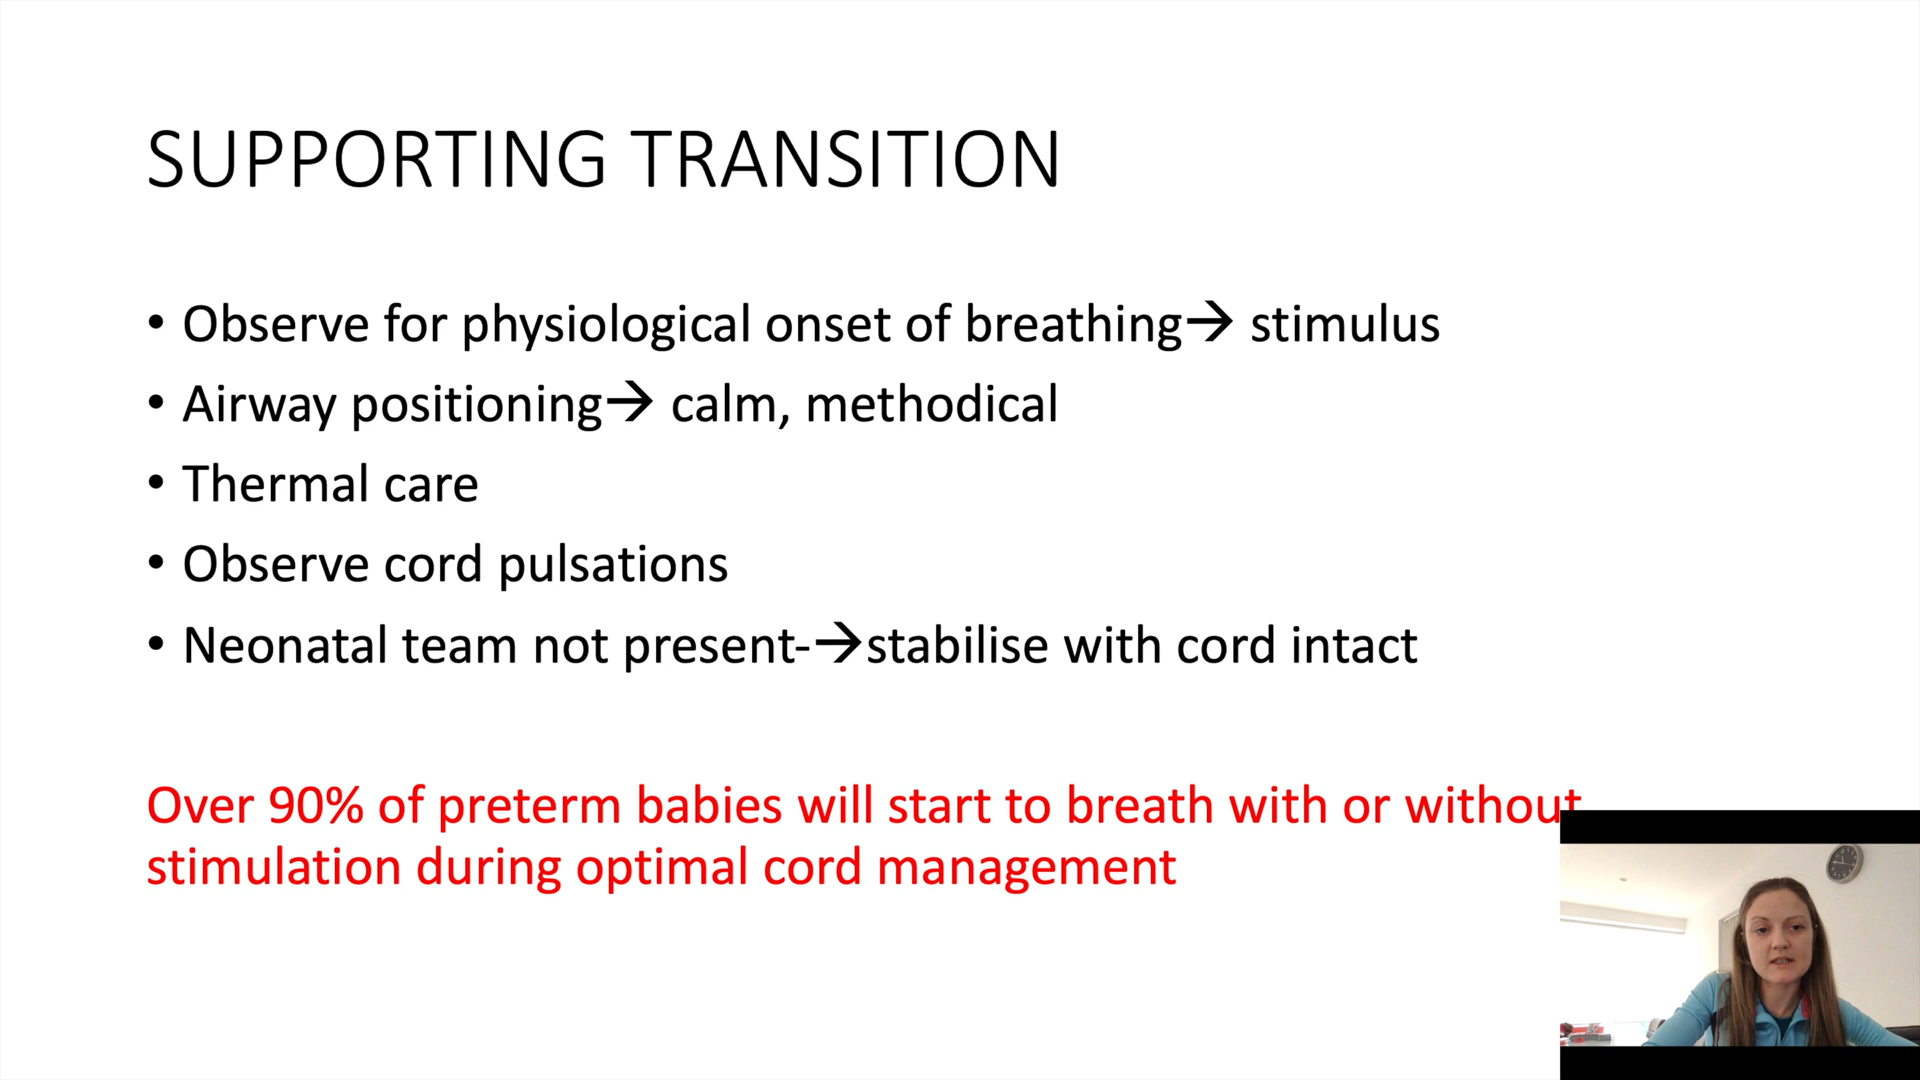 SUPPORTING TRANSITION
• Observe for physiological onset of breathing→ stimulus
• Airway positioning→ calm, methodical
• Thermal care
• Observe cord pulsations
• Neonatal team not present-→stabilise with cord intact
Over 90% of preterm babies will start to breath with or without
stimulation during optimal cord management